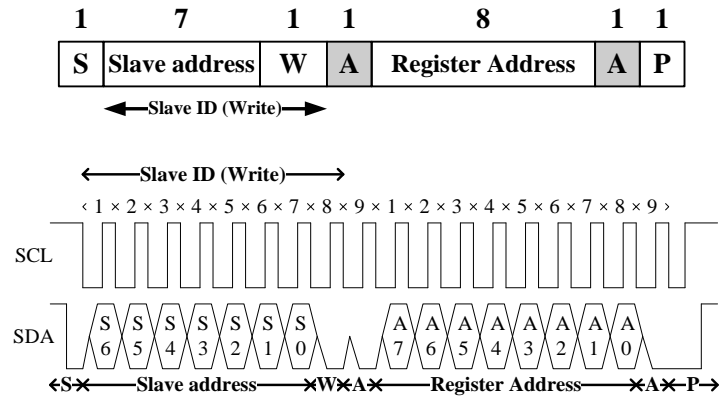 1 7 1 1 8 1 1
S Slave address W A Register Address A P
Slave ID (Write)
Slave ID (Write)
‹ 1 × 2 × 3 × 4 × 5 × 6 × 7 × 8 × 9 × 1 × 2 × 3 × 4 × 5 × 6 × 7 × 8 × 9 ›
SCL
SDA S6 S5 S4 S3 S2 S1 S0 A7 A6 A5 A4 A3 A2 A1 A0
S Slave address W A Register Address A P